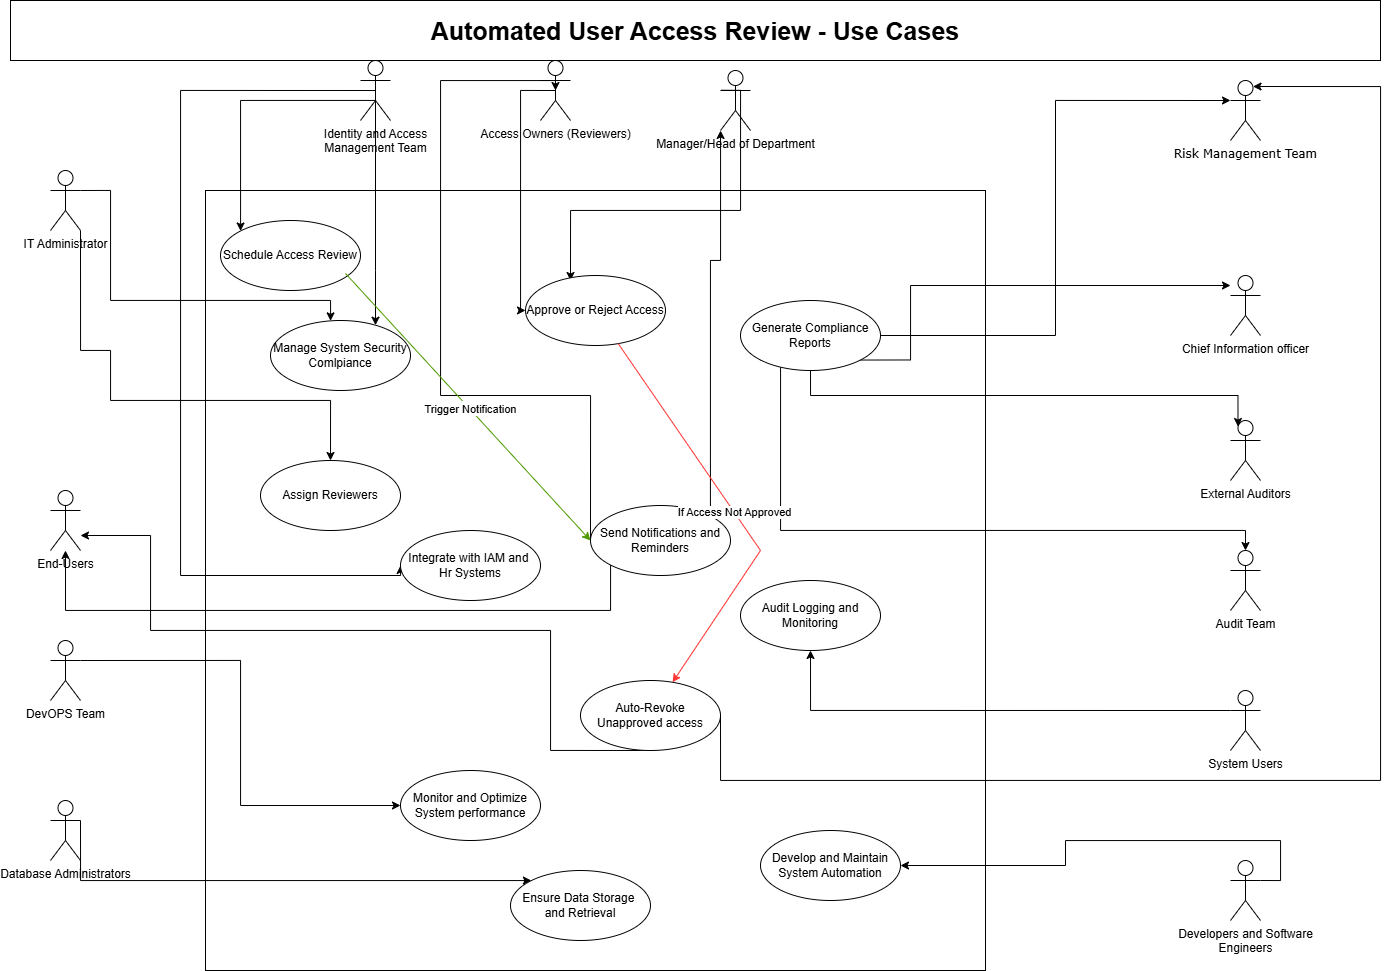 Automated User Access Review - Use Cases
Identity and Access
Management Team
Access Owners (Reviewers)
Manager/Head of Department
Risk Management Team
IT Administrator
Schedule Access Review
Approve or Reject Access
Generate Compliance
Reports
Chief Information officer
Manage System Security
Comlpiance
Trigger Notification
Assign Reviewers
External Auditors
If Access Not Approved
Send Notifications and
Reminders
End-Users
Integrate with IAM and
Hr Systems
Audit Logging and
Monitoring
Audit Team
DevOPS Team
Auto-Revoke
Unapproved access
System Users
Monitor and Optimize
System performance
Database Administrators
Develop and Maintain
System Automation
Ensure Data Storage
and Retrieval
Developers and Software
Engineers